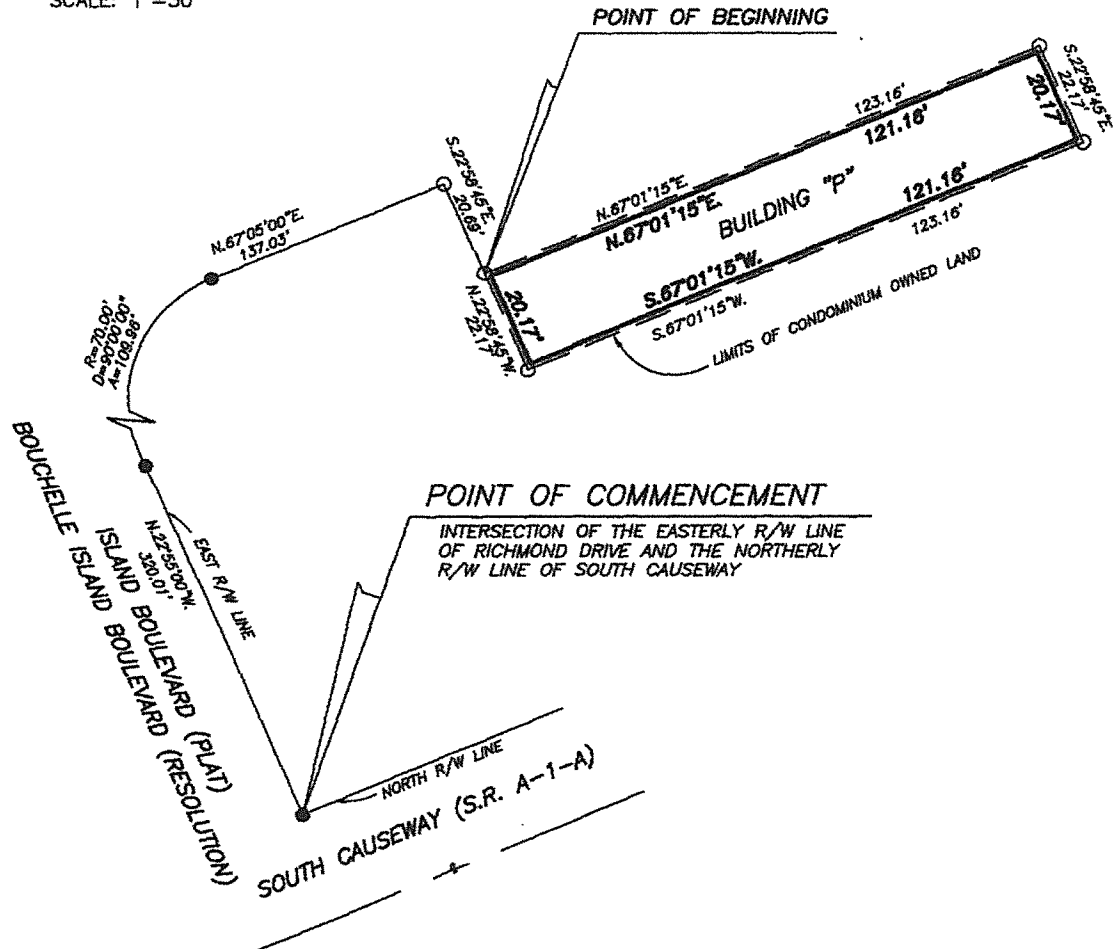 SCALE: 1"=30'
POINT OF BEGINNING
S.22°58'45"E.
22.17'
20.17'
123.16'
121.16'
N.67°01'15"E.
N.67°01'15"E.
BUILDING "P"
121.16'
123.16'
S.67°01'15"W.
S.67°01'15"W.
LIMITS OF CONDOMINIUM OWNED LAND
20.17'
N.22°58'45"W.
22.17'
S.22°58'45"E.
20.69'
N.67°05'00"E.
137.03'
R=70.00'
D=90°00'00"
A=109.96'
POINT OF COMMENCEMENT
INTERSECTION OF THE EASTERLY R/W LINE
OF RICHMOND DRIVE AND THE NORTHERLY
R/W LINE OF SOUTH CAUSEWAY
EAST R/W LINE
N.22°55'00"W.
320.01'
ISLAND BOULEVARD (PLAT)
BOUCHELLE ISLAND BOULEVARD (RESOLUTION)
NORTH R/W LINE
SOUTH CAUSEWAY (S.R. A-1-A)